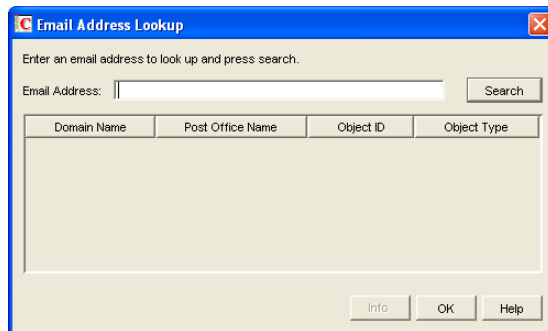 C Email Address Lookup
Enter an email address to look up and press search.
Email Address: Search
Domain Name Post Office Name Object ID Object Type
Info OK Help